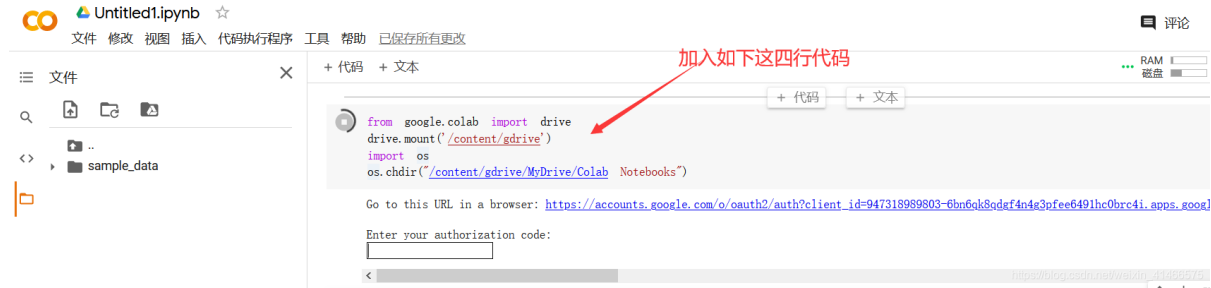 Untitled1.ipynb
文件 修改 视图 插入 代码执行程序 工具 帮助 已保存所有更改
评论
文件
+ 代码 + 文本
加入如下这四行代码
RAM
磁盘
+ 代码 + 文本
..
sample_data
from google.colab import drive
drive.mount('/content/gdrive')
import os
os.chdir("/content/gdrive/MyDrive/Colab Notebooks")
Go to this URL in a browser: https://accounts.google.com/o/oauth2/auth?client_id=947318989803-6bn6qk8qdgf4n4g3pfee6491hc0brc4i.apps.googl
Enter your authorization code: